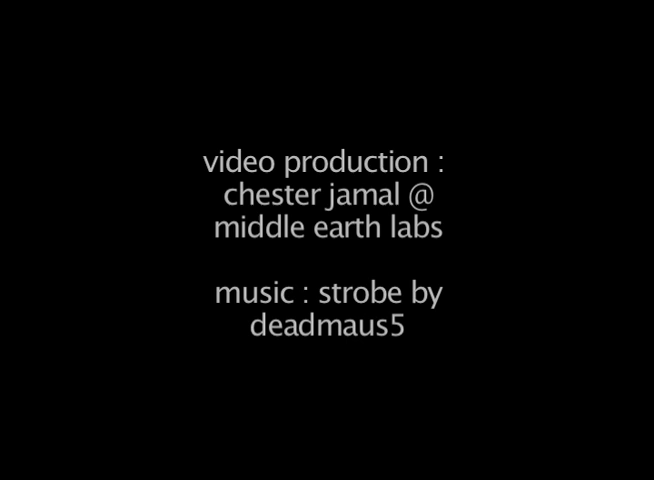 video production :
chester jamal @
middle earth labs
music : strobe by
deadmaus5